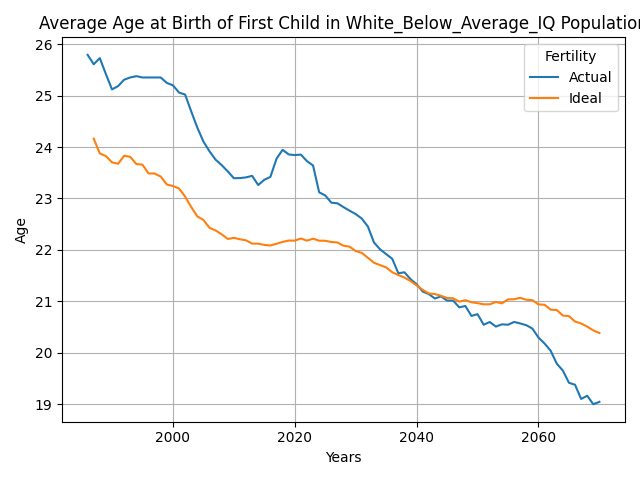 Average Age at Birth of First Child in White_Below_Average_IQ Population
Fertility
Actual
Ideal
26
25
24
23
22
21
20
19
Age
2000
2020
2040
2060
Years